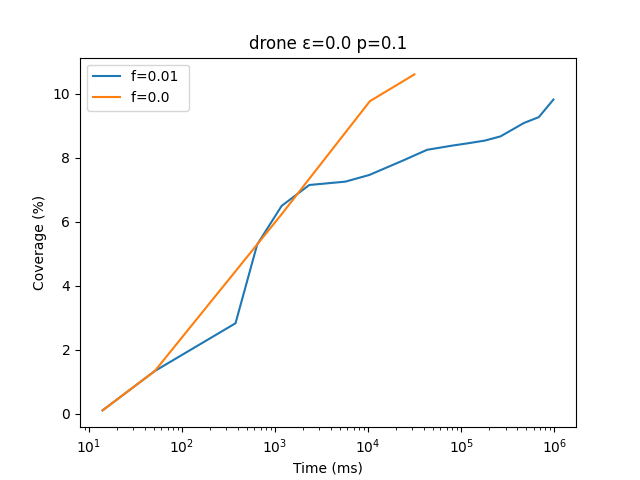 drone ε=0.0 p=0.1
f=0.01
f=0.0
Coverage (%)
10
8
6
4
2
0
10¹ 10² 10³ 10⁴ 10⁵ 10⁶
Time (ms)